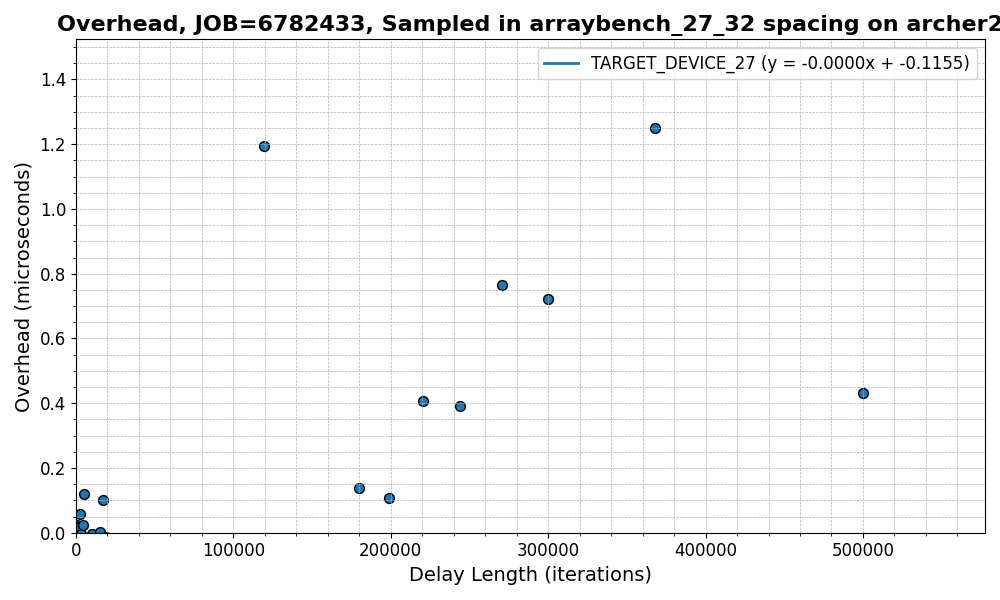 Overhead, JOB=6782433, Sampled in arraybench_27_32 spacing on archer2
TARGET_DEVICE_27 (y = -0.0000x + -0.1155)
Overhead (microseconds)
1.4
1.2
1.0
0.8
0.6
0.4
0.2
0.0
0 100000 200000 300000 400000 500000
Delay Length (iterations)